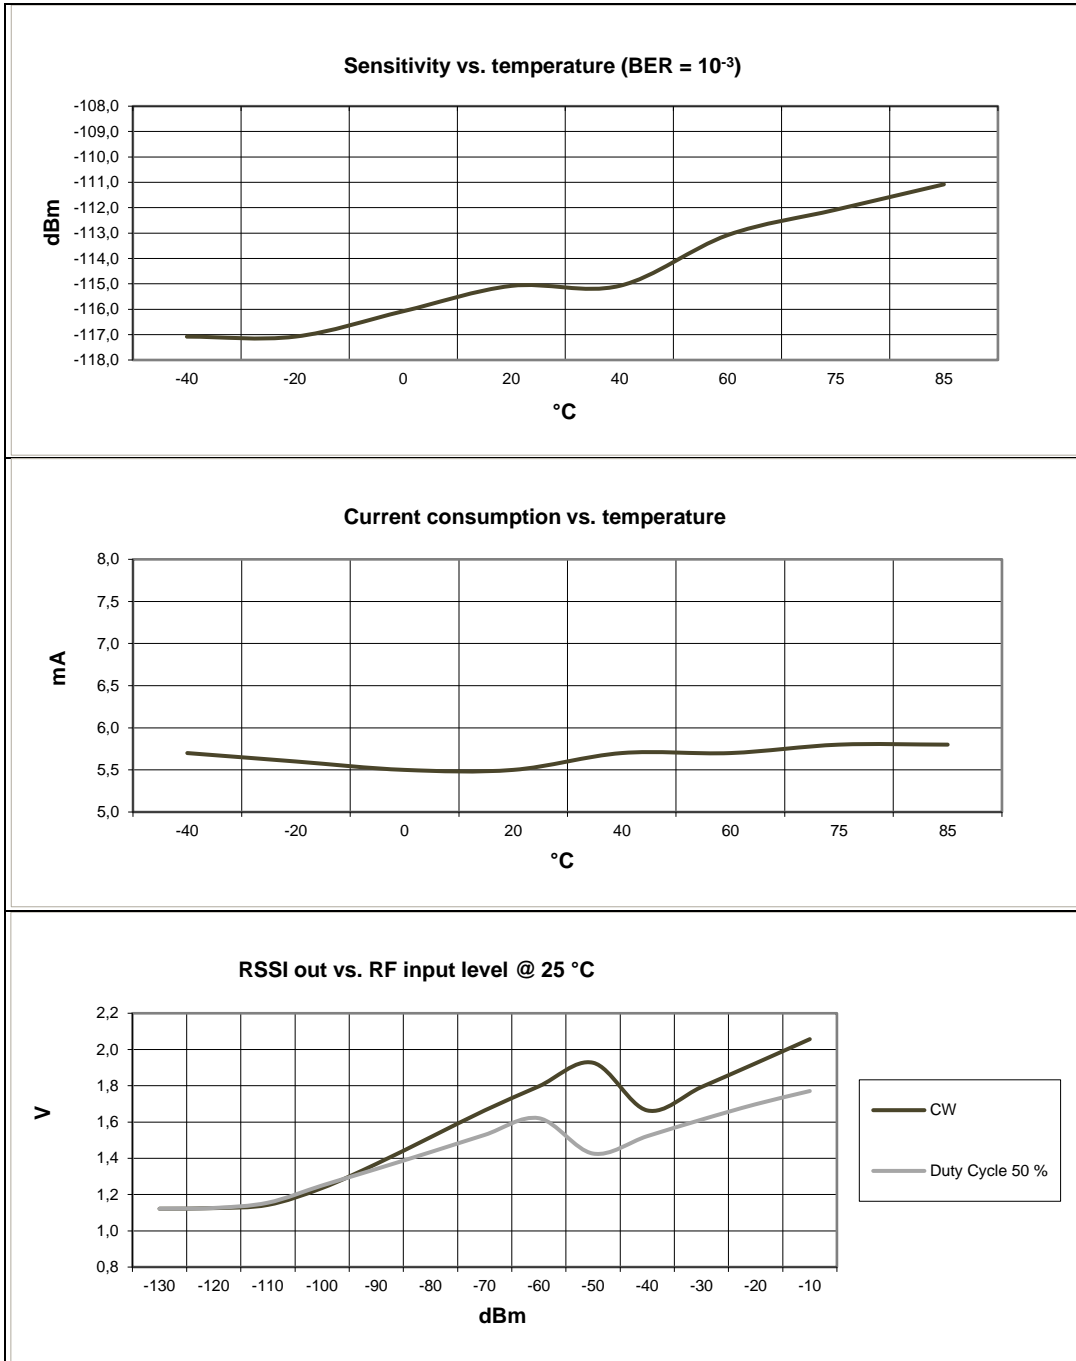 Sensitivity vs. temperature (BER = 10-3)
-108,0
-109,0
-110,0
-111,0
-112,0
-113,0
-114,0
-115,0
-116,0
-117,0
-118,0
dBm
-40 -20 0 20 40 60 75 85
°C
Current consumption vs. temperature
8,0
7,5
7,0
6,5
6,0
5,5
5,0
mA
-40 -20 0 20 40 60 75 85
°C
RSSI out vs. RF input level @ 25 °C
2,2
2,0
1,8
1,6
1,4
1,2
1,0
0,8
V
-130 -120 -110 -100 -90 -80 -70 -60 -50 -40 -30 -20 -10
dBm
CW
Duty Cycle 50 %